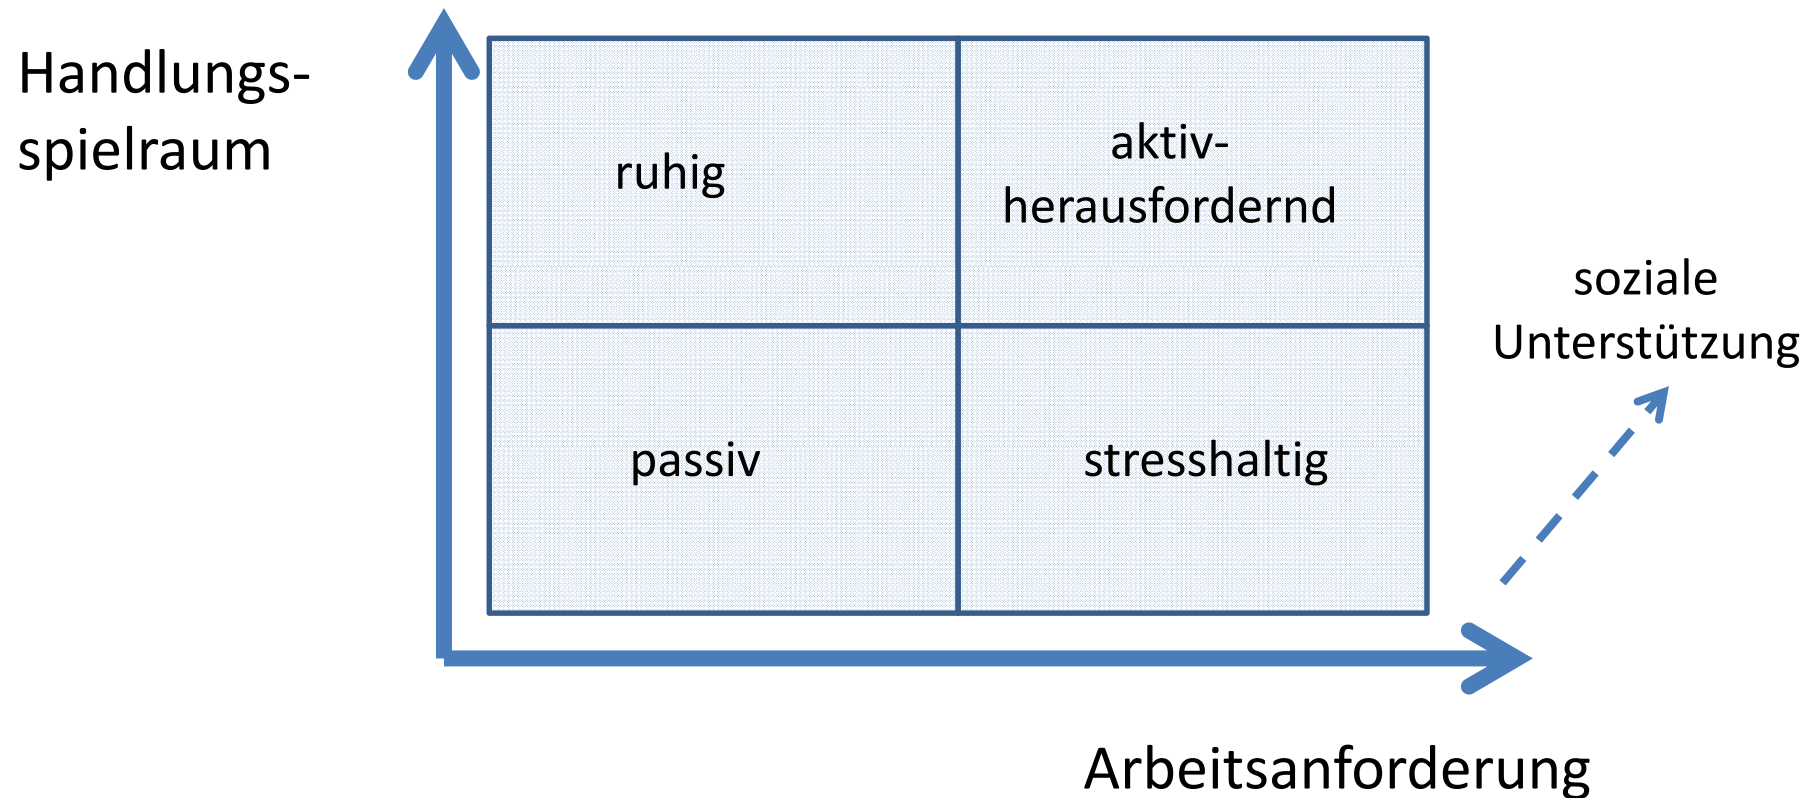 Handlungs-
spielraum
ruhig
aktiv-
herausfordernd
soziale
Unterstützung
passiv
stresshaltig
Arbeitsanforderung